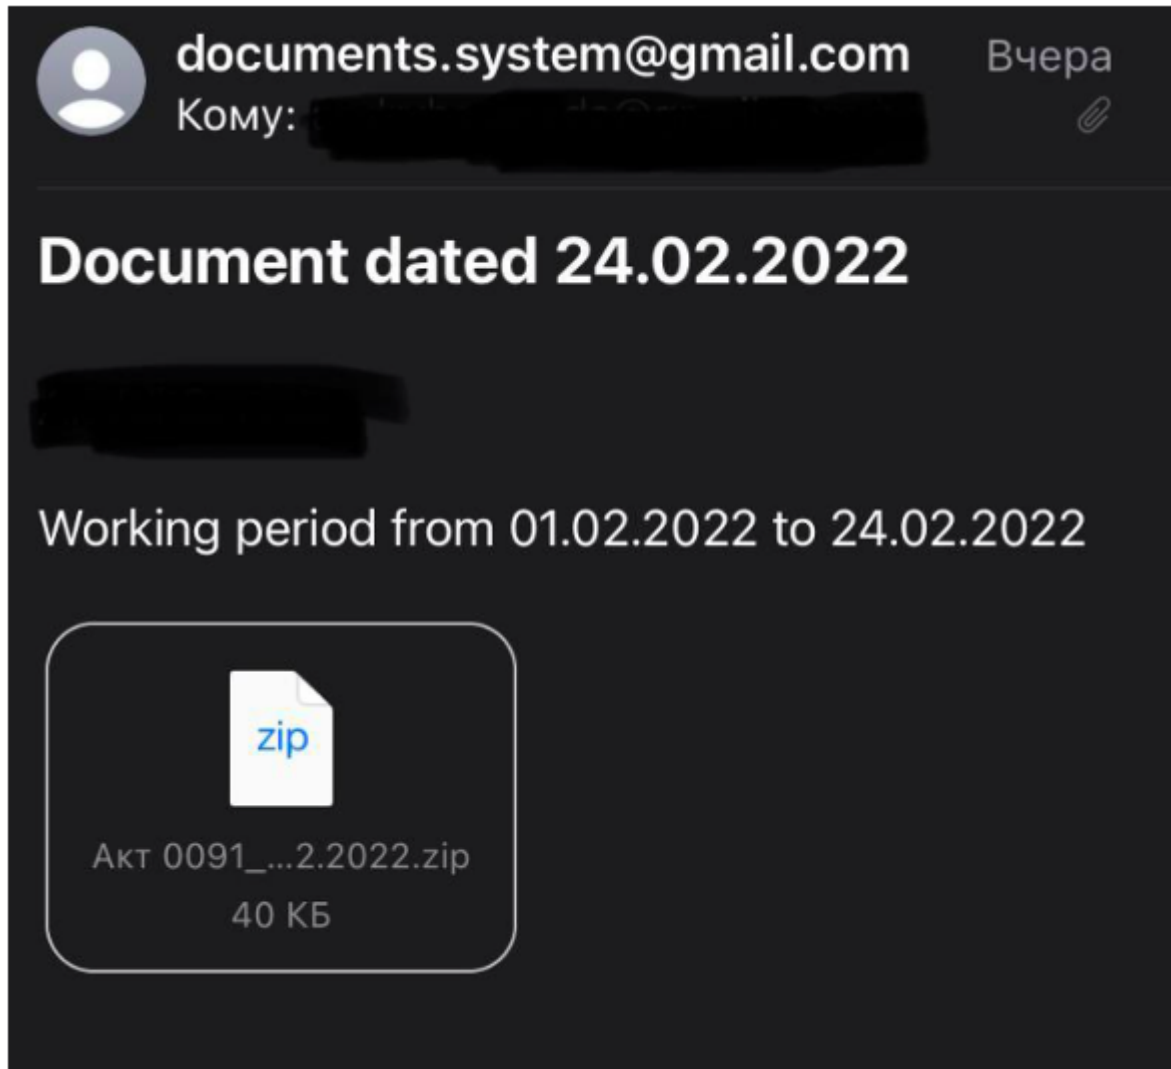 documents.system@gmail.com
Вчера
Кому:
Document dated 24.02.2022
Working period from 01.02.2022 to 24.02.2022
zip
Акт 0091_...2.2022.zip
40 КБ